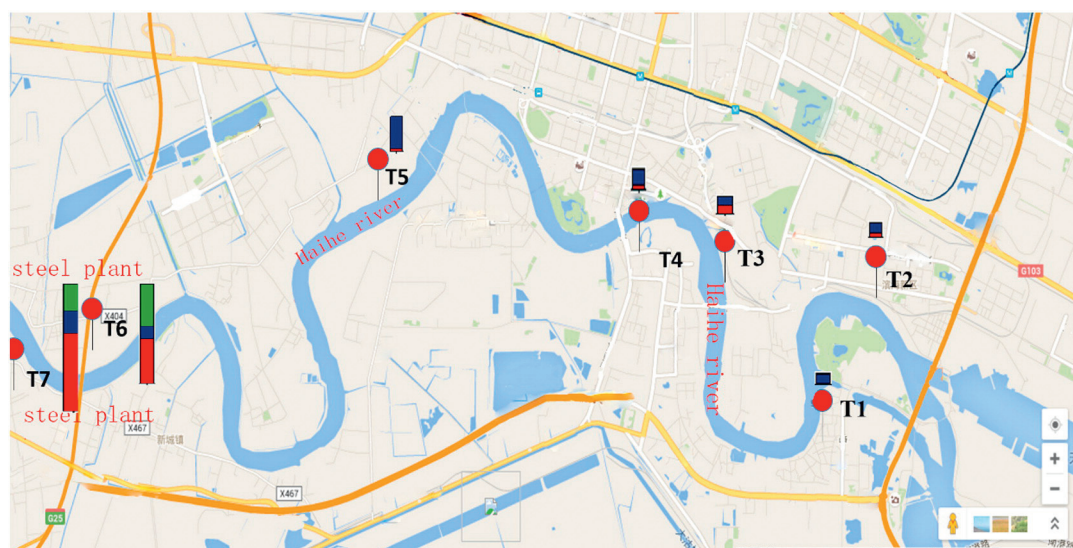 T5
Haihe river
T4
T3
T2
G103
steel plant
X404
T6
T7
Haihe river
T1
steel plant
X467
新城镇
X467
G25